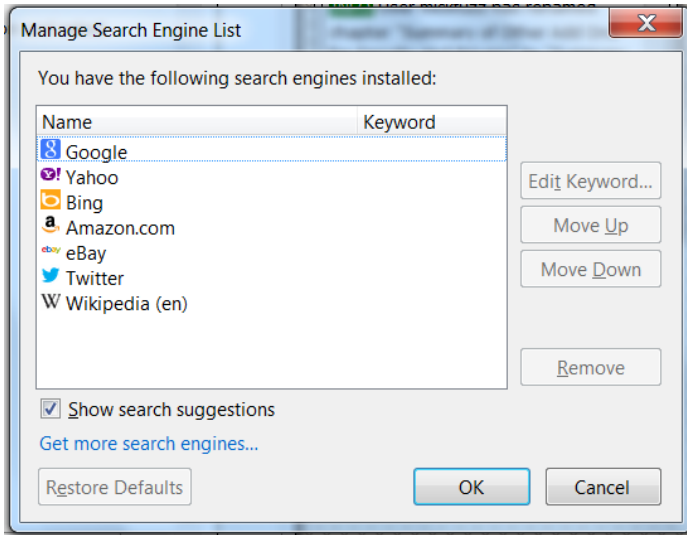 Manage Search Engine List
You have the following search engines installed:
Name Keyword
Google
Yahoo
Bing
Amazon.com
eBay
Twitter
Wikipedia (en)
Edit Keyword...
Move Up
Move Down
Remove
Show search suggestions
Get more search engines...
Restore Defaults OK Cancel